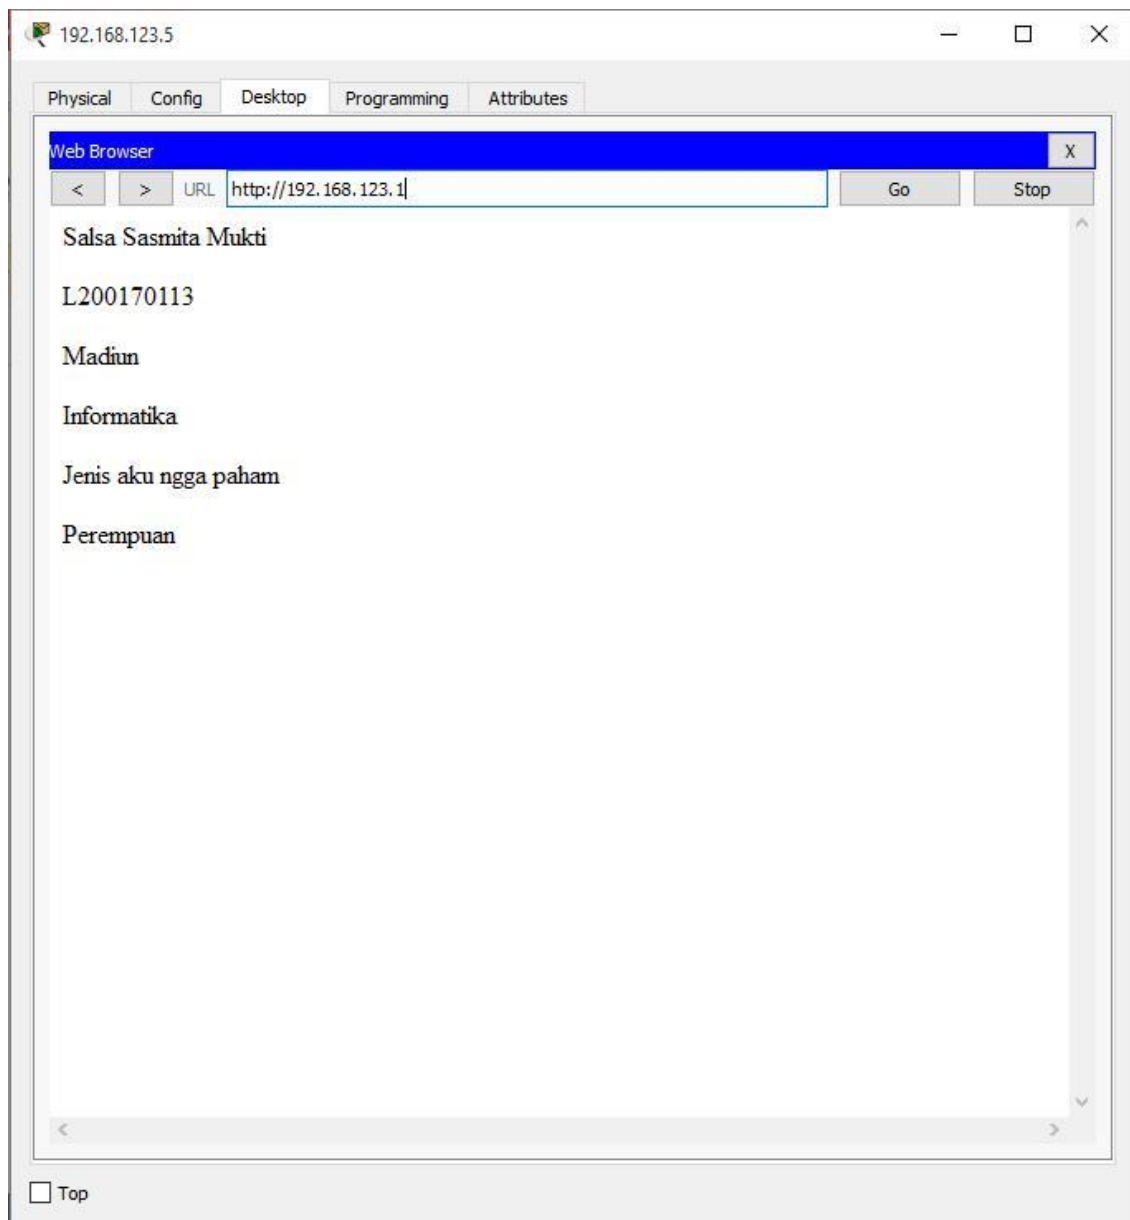 192.168.123.5
Physical Config Desktop Programming Attributes
Web Browser X
< > URL http://192.168.123.1 Go Stop
Salsa Sasmita Mukti
L200170113
Madiun
Informatika
Jenis aku ngga paham
Perempuan
Top